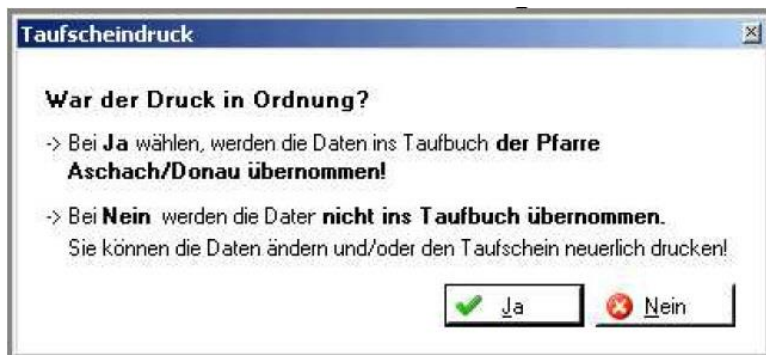 Taufscheindruck
War der Druck in Ordnung?
-> Bei Ja wählen, werden die Daten ins Taufbuch der Pfarre
Aschach/Donau übernommen!
-> Bei Nein werden die Dater nicht ins Taufbuch übernommen.
Sie können die Daten ändern und/oder den Taufschein neuerlich drucken!
Ja
Nein